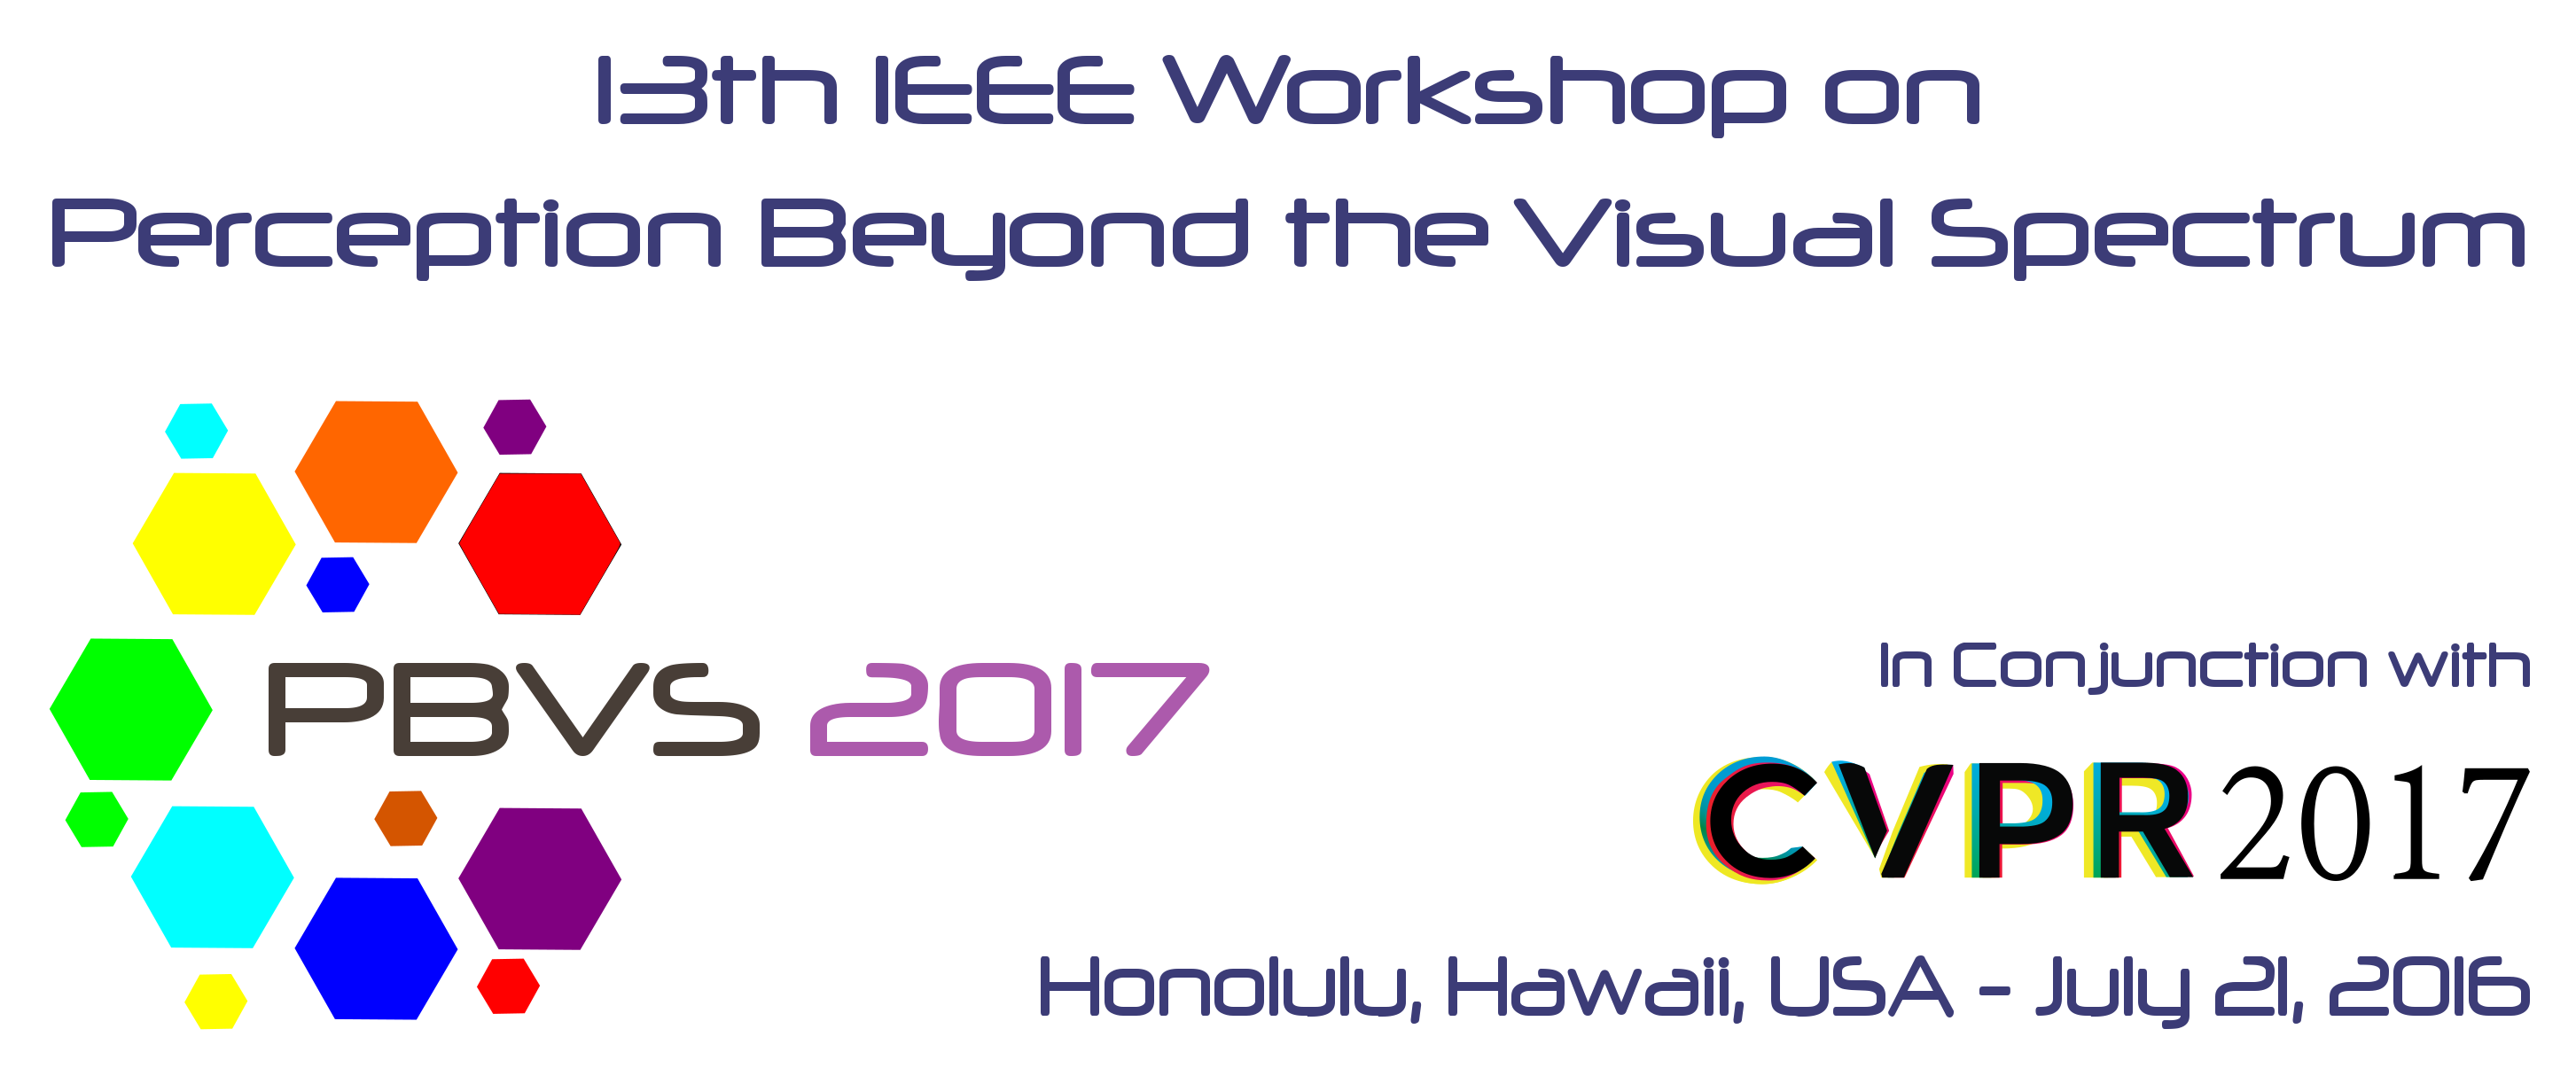 13th IEEE Workshop on
Perception Beyond the Visual Spectrum
PBVS 2017
In Conjunction with
CVPR 2017
Honolulu, Hawaii, USA - July 21, 2016